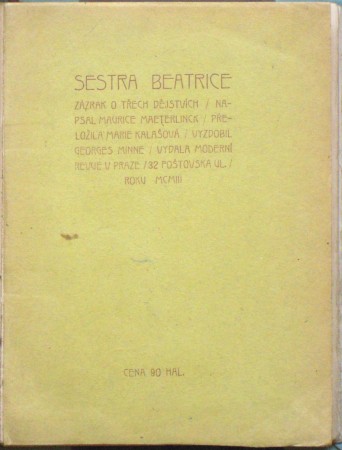 SESTRA BEATRICE
ZÁZRAK O TŘECH DĚJSTVÍCH / NA-
PSAL MAURICE MAETERLINCK / PŘE-
LOŽILA MARIE KALAŠOVÁ / VYZDOBIL
GEORGES MINNE / VYDALA MODERNÍ
REVUE V PRAZE / 32 POŠTOVSKÁ UL. /
ROKU MCMIII
CENA 90 HAL.